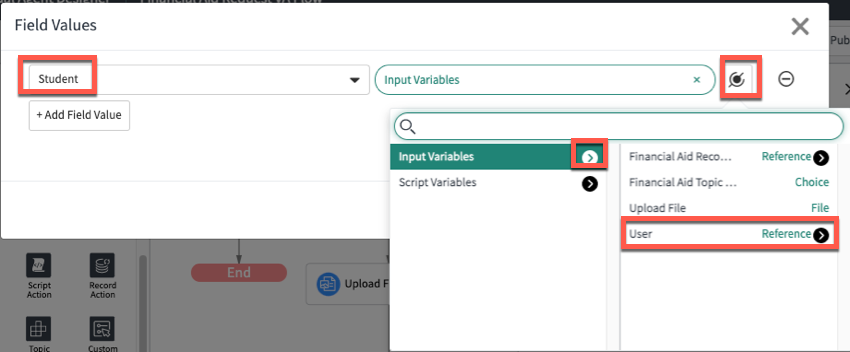 Field Values
Student
Input Variables
×
+ Add Field Value
Input Variables
Script Variables
Financial Aid Reco... Reference
Financial Aid Topic ... Choice
Upload File File
User Reference
End
Upload F
Script
Action
Record
Action
Topic
Custom
Pub